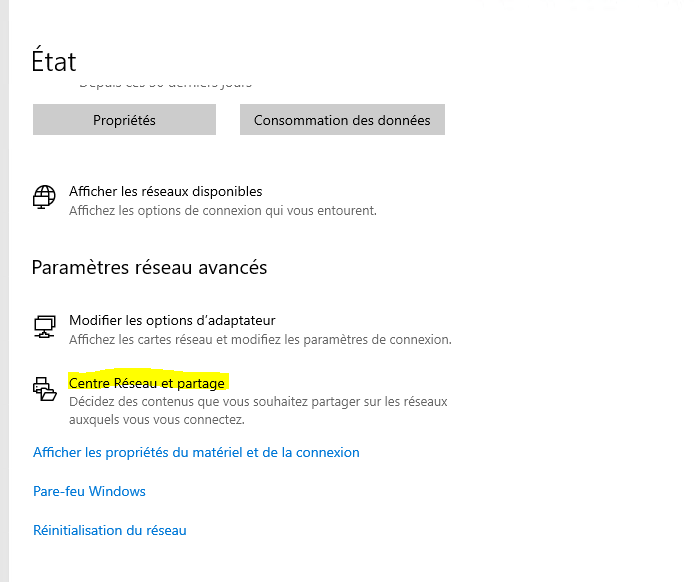 État
Depuis ces 30 derniers jours
Propriétés
Consommation des données
Afficher les réseaux disponibles
Affichez les options de connexion qui vous entourent.
Paramètres réseau avancés
Modifier les options d’adaptateur
Affichez les cartes réseau et modifiez les paramètres de connexion.
Centre Réseau et partage
Décidez des contenus que vous souhaitez partager sur les réseaux
auxquels vous vous connectez.
Afficher les propriétés du matériel et de la connexion
Pare-feu Windows
Réinitialisation du réseau